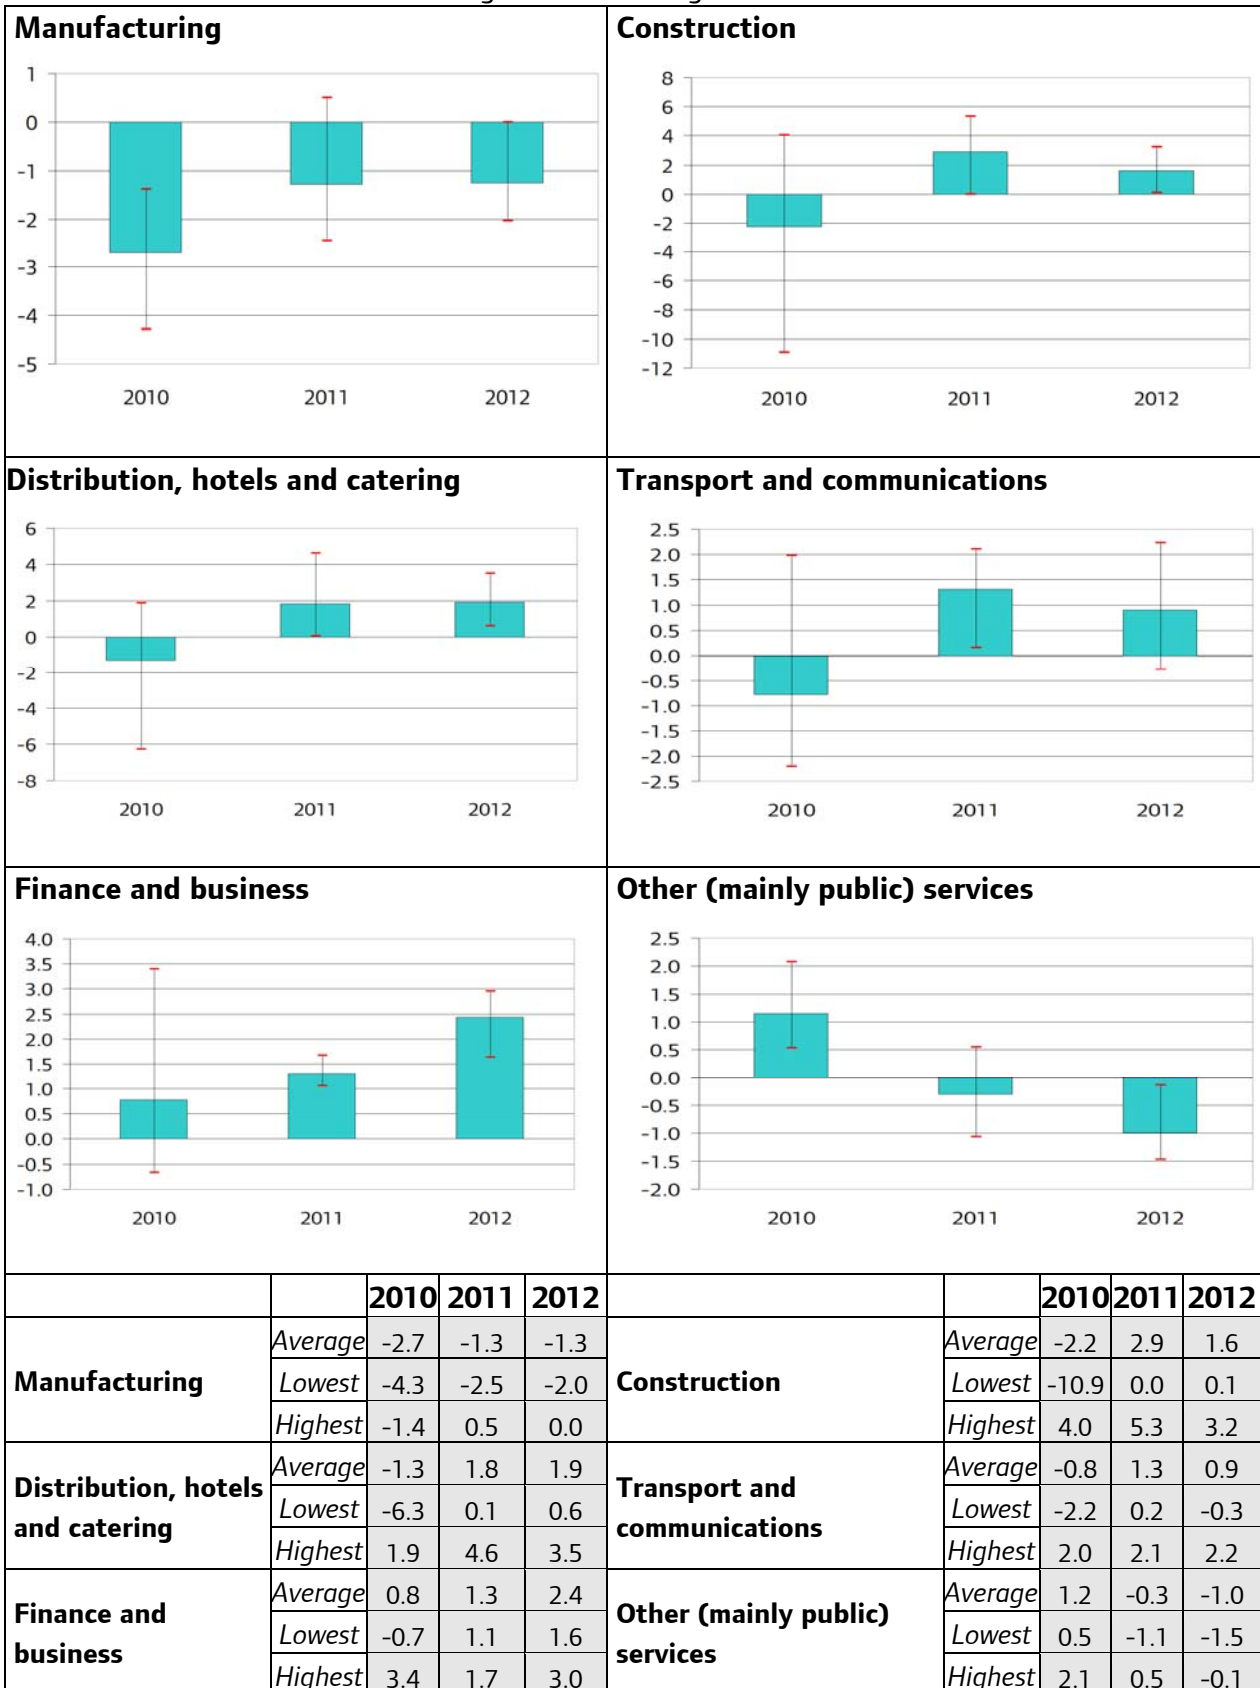 Manufacturing
1
0
-1
-2
-3
-4
-5
2010 2011 2012
Construction
8
6
4
2
0
-2
-4
-6
-8
-10
-12
2010 2011 2012
Distribution, hotels and catering
6
4
2
0
-2
-4
-6
-8
2010 2011 2012
Transport and communications
2.5
2.0
1.5
1.0
0.5
0.0
-0.5
-1.0
-1.5
-2.0
-2.5
2010 2011 2012
Finance and business
4.0
3.5
3.0
2.5
2.0
1.5
1.0
0.5
0.0
-0.5
-1.0
2010 2011 2012
Other (mainly public) services
2.5
2.0
1.5
1.0
0.5
0.0
-0.5
-1.0
-1.5
-2.0
2010 2011 2012
2010 2011 2012 2010 2011 2012
Manufacturing
Average -2.7 -1.3 -1.3
Lowest -4.3 -2.5 -2.0
Highest -1.4 0.5 0.0
Construction
Average -2.2 2.9 1.6
Lowest -10.9 0.0 0.1
Highest 4.0 5.3 3.2
Distribution, hotels
and catering
Average -1.3 1.8 1.9
Lowest -6.3 0.1 0.6
Highest 1.9 4.6 3.5
Transport and
communications
Average -0.8 1.3 0.9
Lowest -2.2 0.2 -0.3
Highest 2.0 2.1 2.2
Finance and
business
Average 0.8 1.3 2.4
Lowest -0.7 1.1 1.6
Highest 3.4 1.7 3.0
Other (mainly public)
services
Average 1.2 -0.3 -1.0
Lowest 0.5 -1.1 -1.5
Highest 2.1 0.5 -0.1